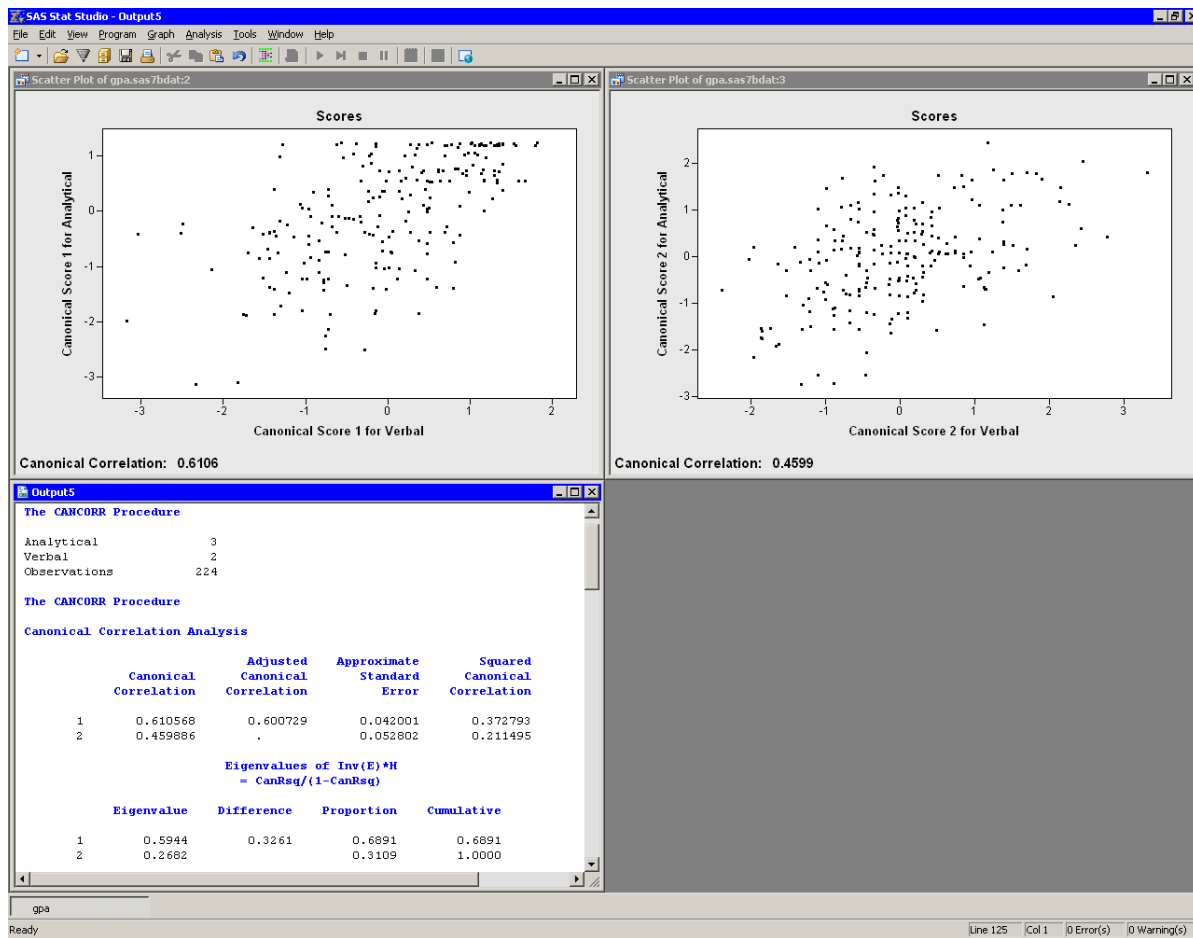 SAS Stat Studio - Output5
File Edit View Program Graph Analysis Tools Window Help
Scatter Plot of gpa.sas7bdat:2
Scores
Canonical Score 1 for Analytical
1
0
-1
-2
-3
-3 -2 -1 0 1 2
Canonical Score 1 for Verbal
Canonical Correlation: 0.6106
Scatter Plot of gpa.sas7bdat:3
Scores
Canonical Score 2 for Analytical
2
1
0
-1
-2
-3
-2 -1 0 1 2 3
Canonical Score 2 for Verbal
Canonical Correlation: 0.4599
Output5
The CANCORR Procedure
Analytical 3
Verbal 2
Observations 224
The CANCORR Procedure
Canonical Correlation Analysis
Adjusted Approximate Squared
Canonical Canonical Standard Canonical
Correlation Correlation Error Correlation
1 0.610568 0.600729 0.042001 0.372793
2 0.459886 . 0.052802 0.211495
Eigenvalues of Inv(E)*H
= CanRsq/(1-CanRsq)
Eigenvalue Difference Proportion Cumulative
1 0.5944 0.3261 0.6891 0.6891
2 0.2682 0.3109 1.0000
gpa
Ready
Line 125 Col 1 0 Error(s) 0 Warning(s)